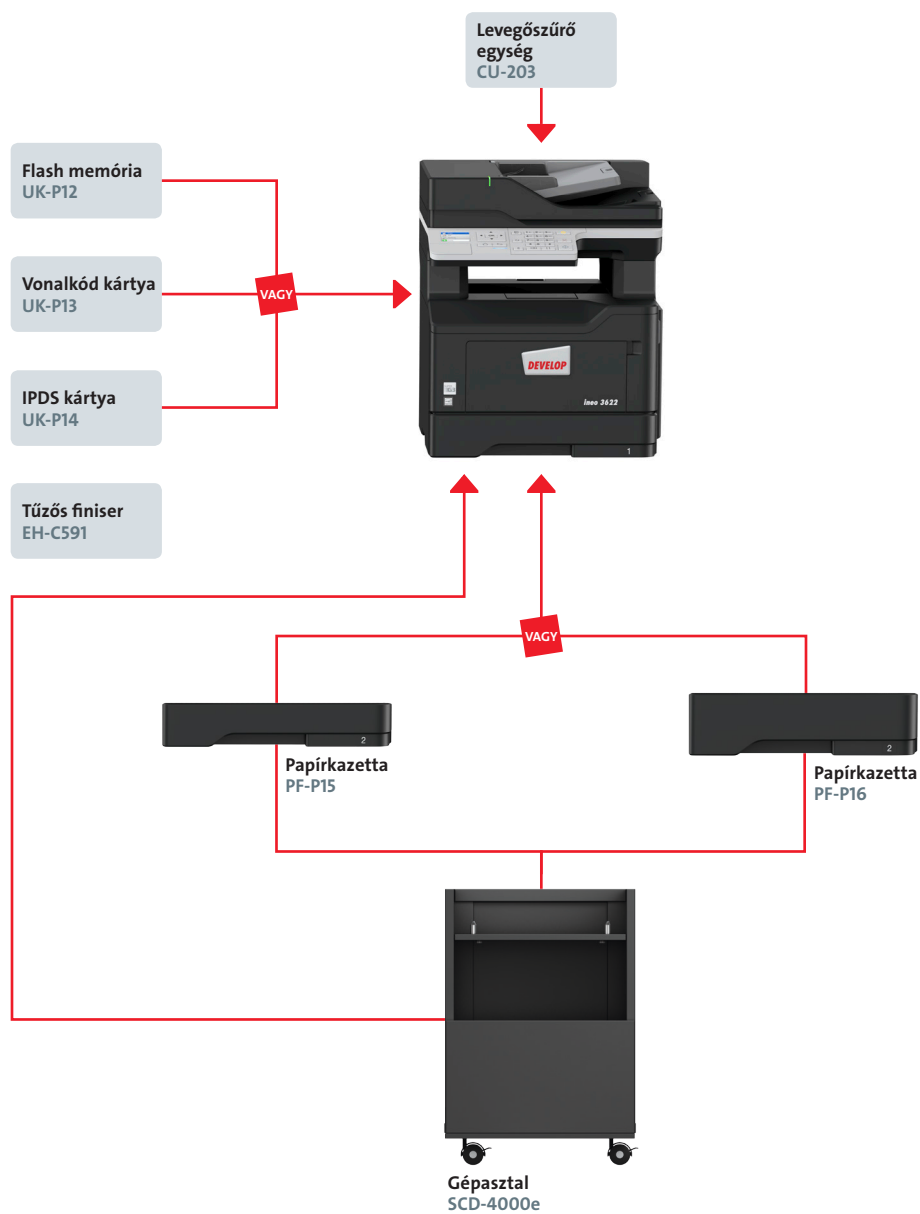 Levegőszűrő
egység
CU-203
Flash memória
UK-P12
Vonalkód kártya
UK-P13
VAGY
IPDS kártya
UK-P14
DEVELOP
ineo 3622
1
Tűzős finiser
EH-C591
VAGY
2
Papírkazetta
PF-P15
2
Papírkazetta
PF-P16
Gépasztal
SCD-4000e